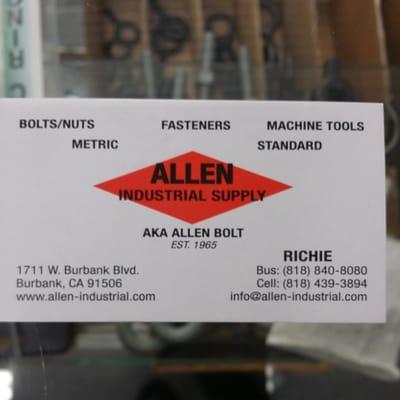 BOLTS/NUTS FASTENERS MACHINE TOOLS
METRIC STANDARD
ALLEN
INDUSTRIAL SUPPLY
AKA ALLEN BOLT
EST. 1965
RICHIE
1711 W. Burbank Blvd. Bus: (818) 840-8080
Burbank, CA 91506 Cell: (818) 439-3894
www.allen-industrial.com info@allen-industrial.com